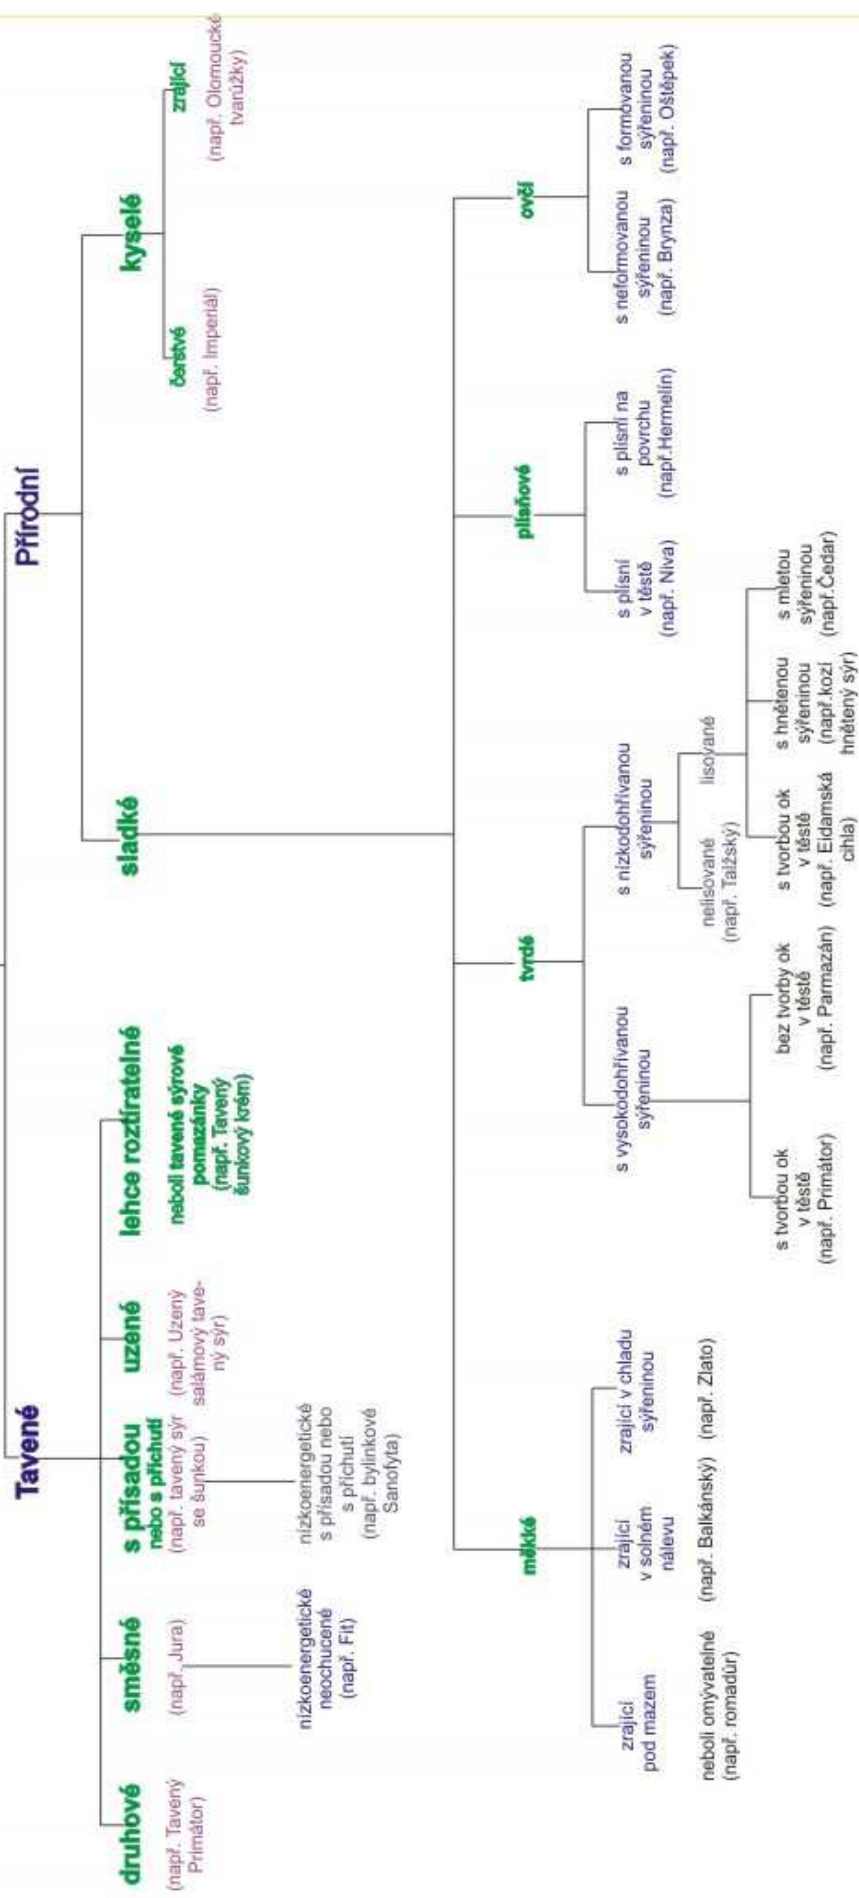 Tavené
Přírodní
druhové
(např. Tavený
Primátor)
směsné
(např. Jura)
nízkoenergetické
neochucené
(např. Fit)
s přísadou
nebo s příchutí
(např. tavený sýr
se šunkou)
nízkoenergetické
s přísadou nebo
s příchutí
(např. bylinkové
Sanofyta)
uzené
(např. Uzený
salámový tave-
ný sýr)
lehce roztíratelné
neboli tavené sýrové
pomazánky
(např. Tavený
šunkový krém)
sladké
kyselé
čerstvé
(např. Imperiál)
zrající
(např. Olomoucké
tvarůžky)
měkké
zrající
pod mazem
neboli omývatelné
(např. romadúr)
zrající
v solném
nálevu
(např. Balkánský)
zrající v chladu
sýřeninou
(např. Zlato)
tvrdé
s vysokodohřívanou
sýřeninou
s tvorbou ok
v těstě
(např. Primátor)
bez tvorby ok
v těstě
(např. Parmazán)
s nízkodohřívanou
sýřeninou
nelisované
(např. Talžský)
lisované
s tvorbou ok
v těstě
(např. Eidamská
cihla)
s hnětenou
sýřeninou
(např.kozí
hnětený sýr)
s mletou
sýřeninou
(např.Čedar)
plísňové
s plísní
v těstě
(např. Niva)
s plísní na
povrchu
(např.Hermelín)
ovčí
s neformovanou
sýřeninou
(např. Brynza)
s formovanou
sýřeninou
(např. Oštěpek)